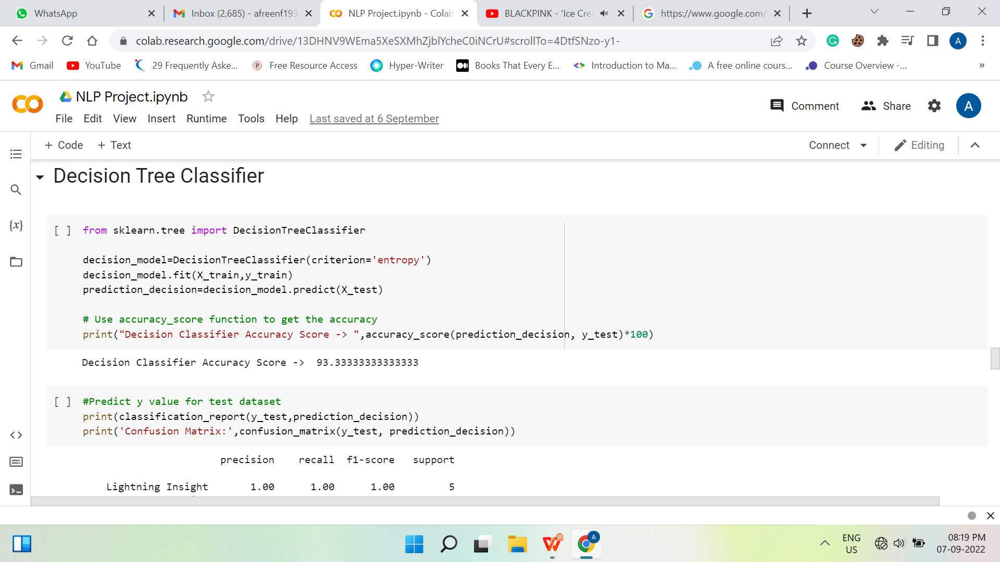 WhatsApp
Inbox (2,685) - afreenf193
NLP Project.ipynb - Colab
BLACKPINK - 'Ice Crea
https://www.google.com/
colab.research.google.com/drive/13DHNV9WEma5XeSXMhZjblYcheC0iNCrU#scrollTo=4DtfSNzo-y1-
A
Gmail
YouTube
29 Frequently Aske...
Free Resource Access
Hyper-Writer
Books That Every E...
Introduction to Ma...
A free online cours...
Course Overview -...
»
NLP Project.ipynb
Comment
Share
A
File Edit View Insert Runtime Tools Help Last saved at 6 September
+ Code + Text
Connect
Editing
Decision Tree Classifier
{x}
[ ] from sklearn.tree import DecisionTreeClassifier
decision_model=DecisionTreeClassifier(criterion='entropy')
decision_model.fit(X_train,y_train)
prediction_decision=decision_model.predict(X_test)
# Use accuracy_score function to get the accuracy
print("Decision Classifier Accuracy Score -> ",accuracy_score(prediction_decision, y_test)*100)
Decision Classifier Accuracy Score ->  93.33333333333333
[ ] #Predict y value for test dataset
print(classification_report(y_test,prediction_decision))
print('Confusion Matrix:',confusion_matrix(y_test, prediction_decision))
precision recall f1-score support
Lightning Insight 1.00 1.00 1.00 5
A
ENG
US
08:19 PM
07-09-2022